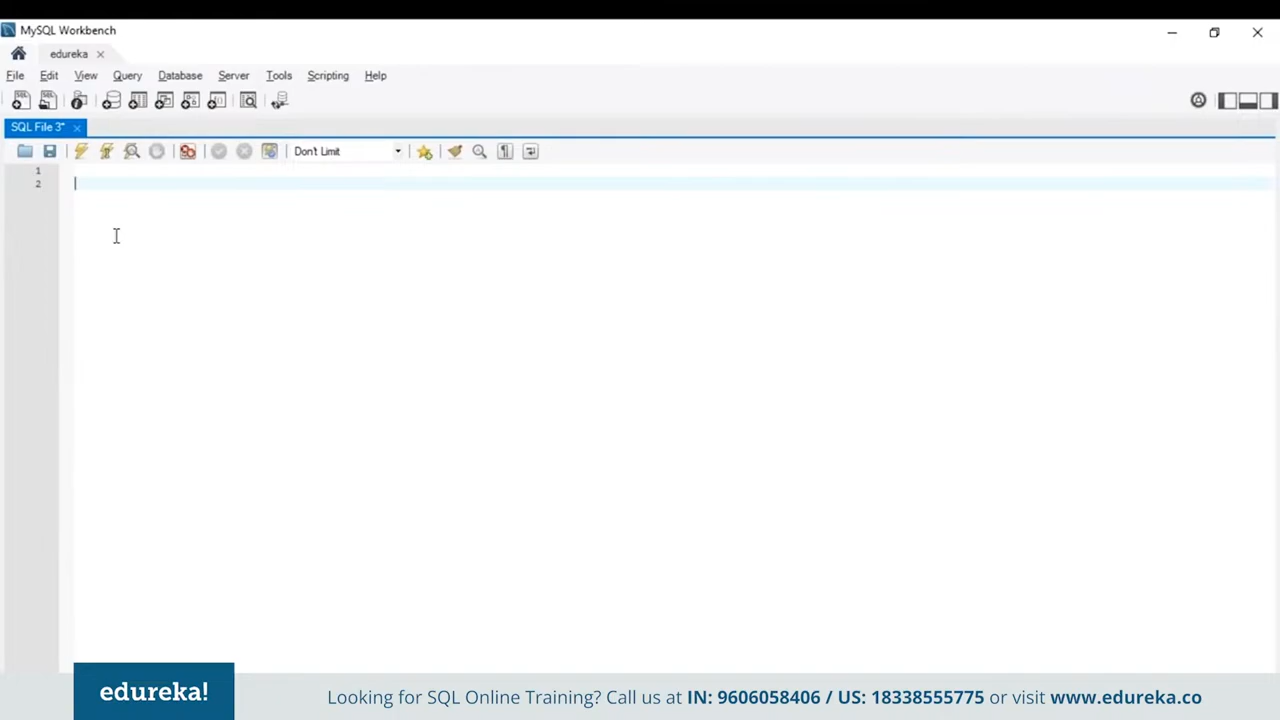 MySQL Workbench
edureka
File Edit View Query Database Server Tools Scripting Help
SQL File 3*
Don't Limit
1
2
edureka!
Looking for SQL Online Training? Call us at IN: 9606058406 / US: 18338555775 or visit www.edureka.co